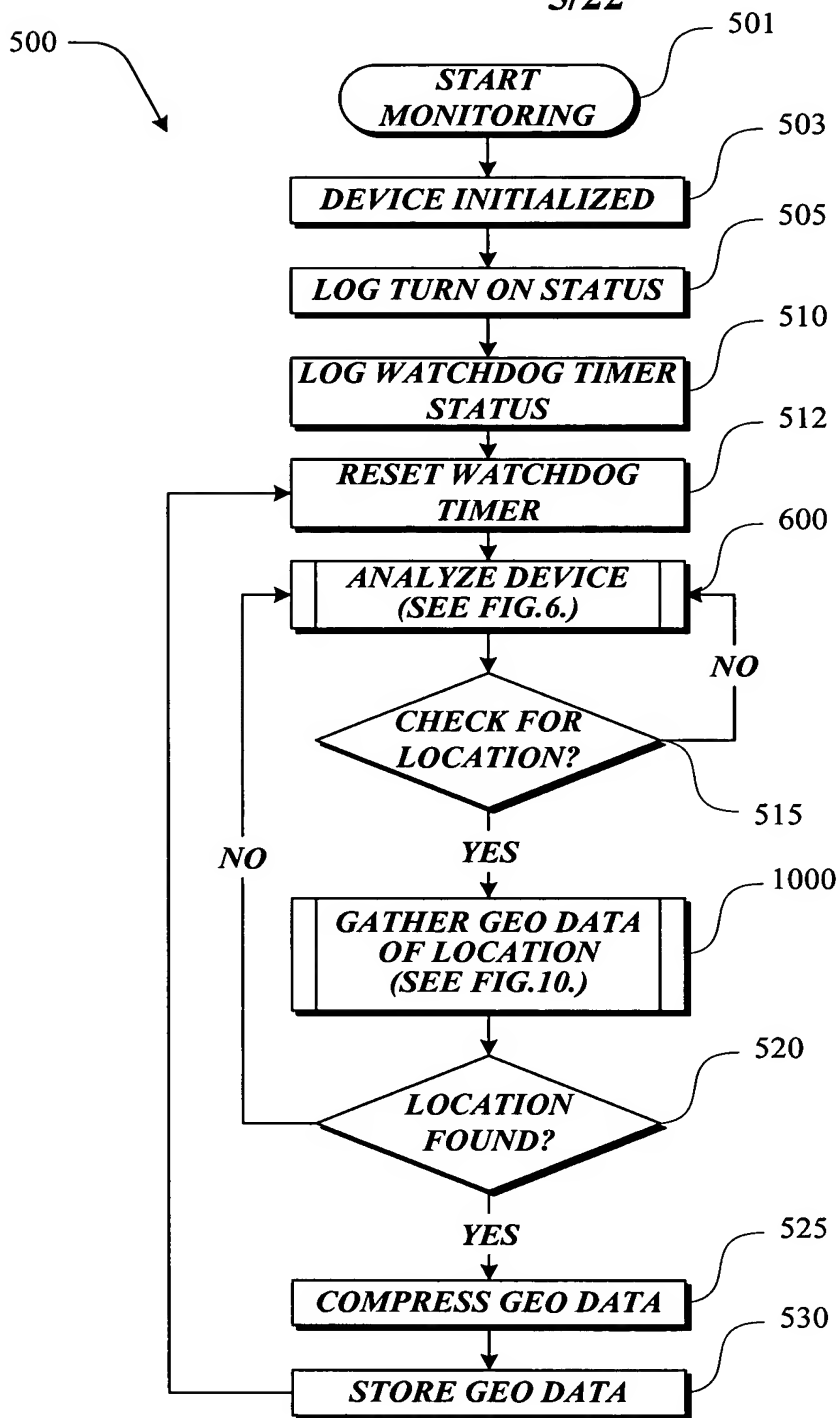 5/22
500
501
START
MONITORING
503
DEVICE INITIALIZED
505
LOG TURN ON STATUS
510
LOG WATCHDOG TIMER
STATUS
512
RESET WATCHDOG
TIMER
600
ANALYZE DEVICE
(SEE FIG.6.)
NO
CHECK FOR
LOCATION?
515
YES
NO
1000
GATHER GEO DATA
OF LOCATION
(SEE FIG.10.)
520
LOCATION
FOUND?
YES
525
COMPRESS GEO DATA
530
STORE GEO DATA